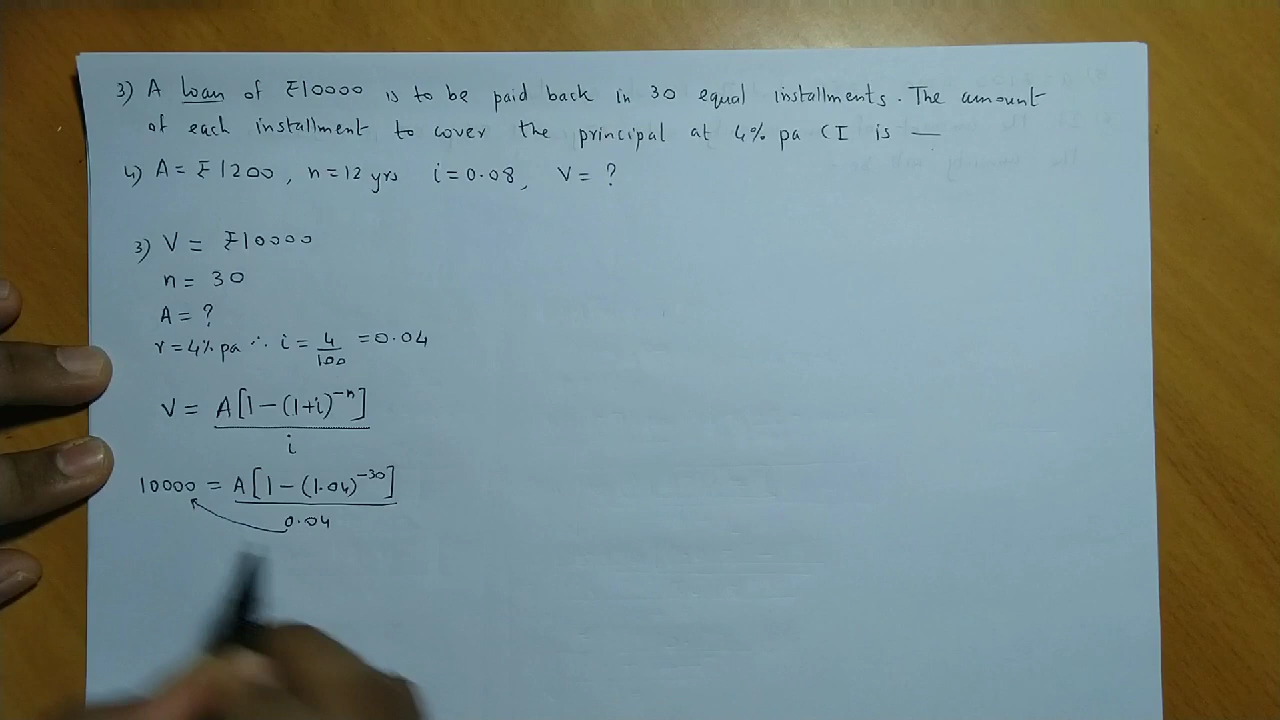 3) A loan of ₹10000 is to be paid back in 30 equal installments. The amount
of each installment to cover the principal at 4% pa CI is —
4) A = ₹1200, n = 12 yrs i = 0.08, V = ?
3) V = ₹10000
n = 30
A = ?
r = 4% pa ∴ i = 4/100 = 0.04
V = A[1-(1+i)^-n]
i
10000 = A[1-(1.04)^-30]
0.04